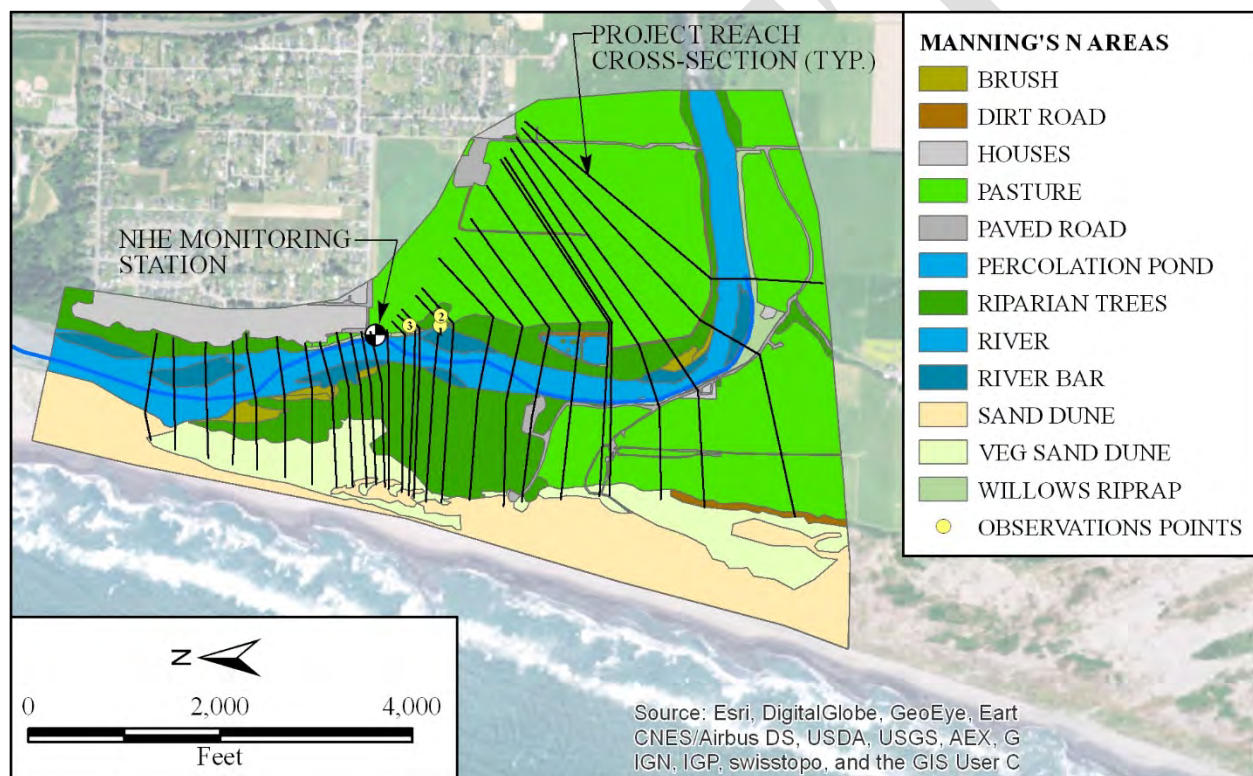 PROJECT REACH
CROSS-SECTION (TYP.)
NHE MONITORING
STATION
3
2
MANNING'S N AREAS
BRUSH
DIRT ROAD
HOUSES
PASTURE
PAVED ROAD
PERCOLATION POND
RIPARIAN TREES
RIVER
RIVER BAR
SAND DUNE
VEG SAND DUNE
WILLOWS RIPRAP
OBSERVATIONS POINTS
N
0 2,000 4,000
Feet
Source: Esri, DigitalGlobe, GeoEye, Eart
CNES/Airbus DS, USDA, USGS, AEX, G
IGN, IGP, swisstopo, and the GIS User C